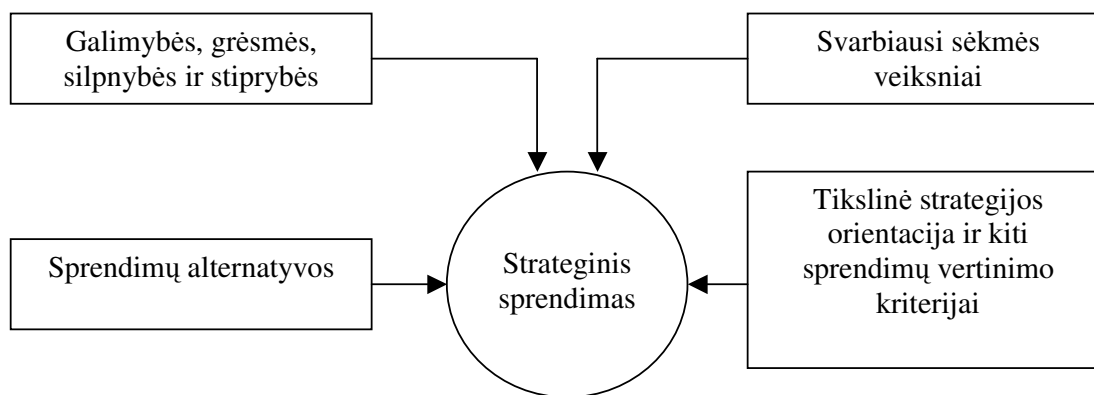 Galimybės, grėsmės,
silpnybės ir stiprybės
Svarbiausi sėkmės
veiksniai
Sprendimų alternatyvos
Strateginis
sprendimas
Tikslinė strategijos
orientacija ir kiti
sprendimų vertinimo
kriterijai